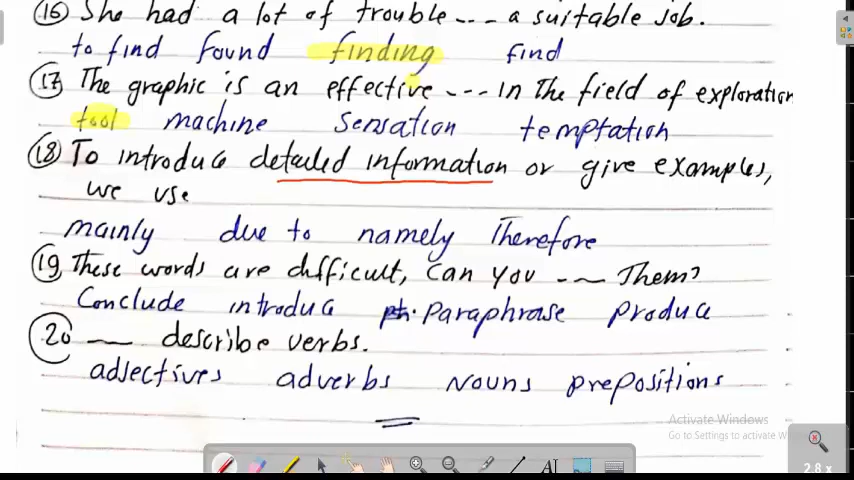 16 She had a lot of trouble --- a suitable job.
to find found finding find
17 The graphic is an effective --- in the field of exploration
tool machine sensation temptation
18 To introduce detailed information or give examples,
we use
mainly due to namely Therefore
19 These words are difficult, can you --- Them?
Conclude introduce paraphrase produce
20 --- describe verbs.
adjectives adverbs nouns prepositions
Activate Windows
Go to Settings to activate W
2.8 x